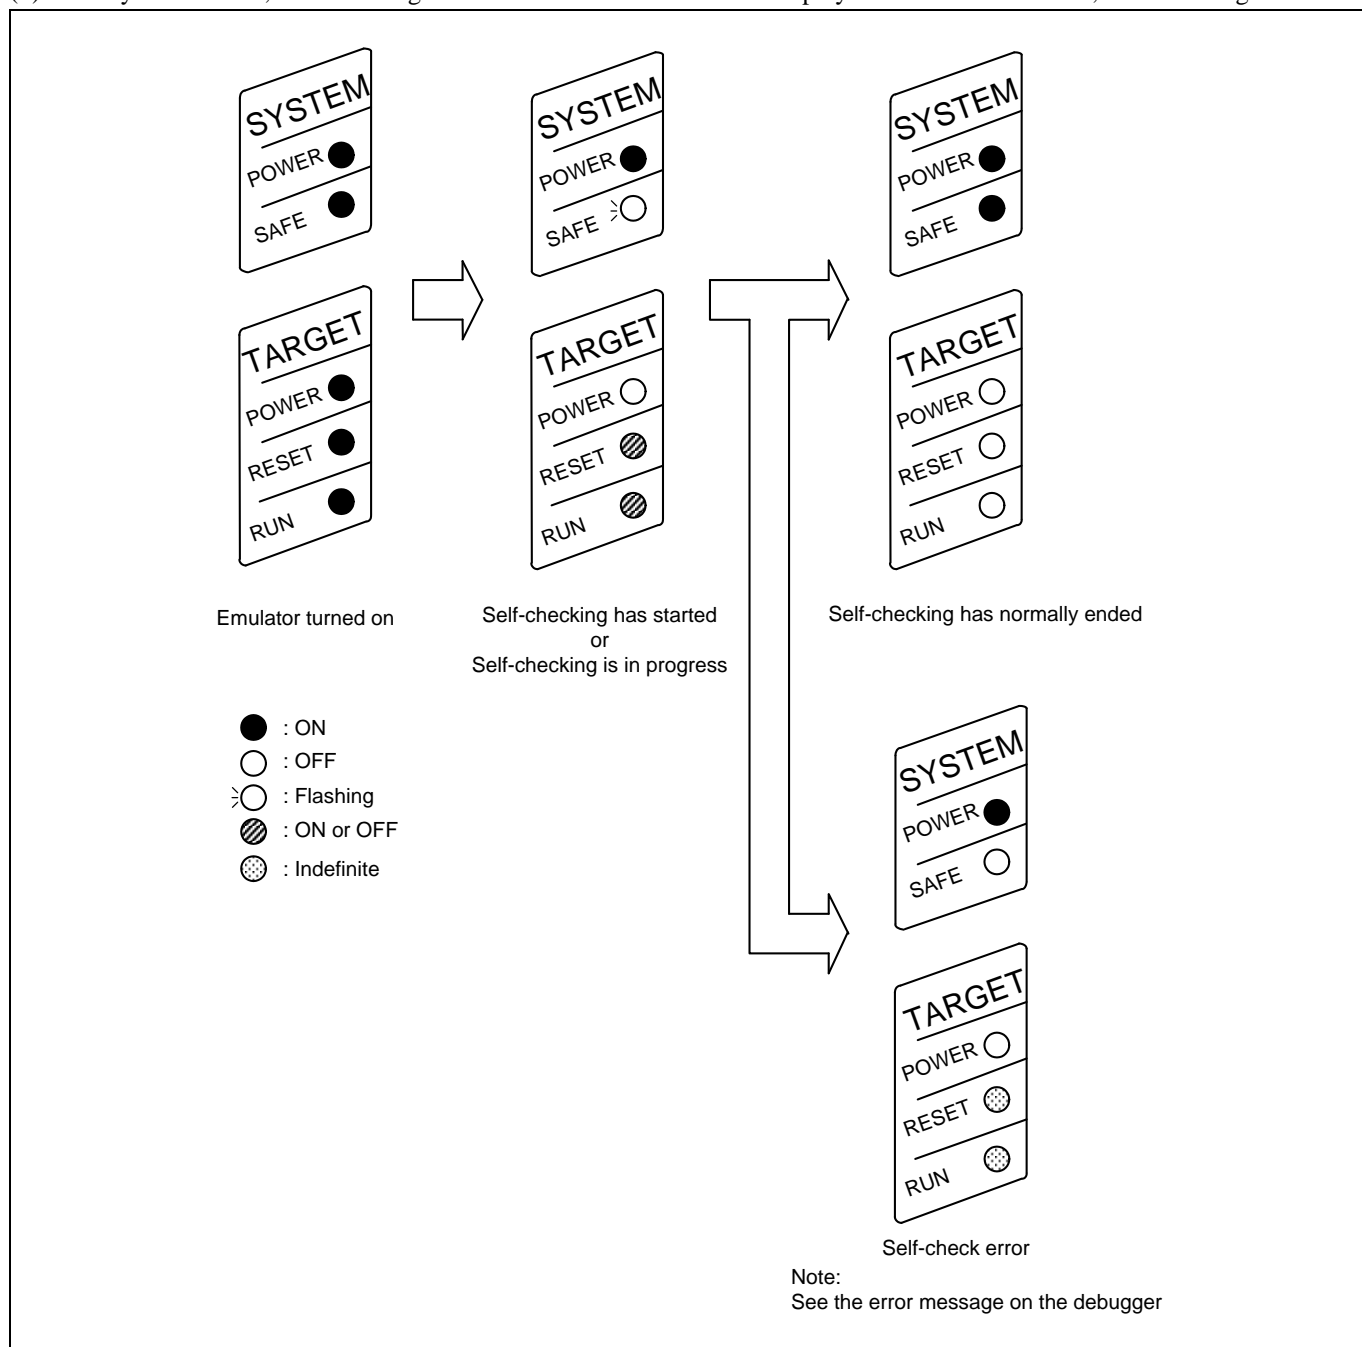 SYSTEM
POWER
SAFE
TARGET
POWER
RESET
RUN
Emulator turned on
SYSTEM
POWER
SAFE
TARGET
POWER
RESET
RUN
Self-checking has started
or
Self-checking is in progress
SYSTEM
POWER
SAFE
TARGET
POWER
RESET
RUN
Self-checking has normally ended
: ON
: OFF
: Flashing
: ON or OFF
: Indefinite
SYSTEM
POWER
SAFE
TARGET
POWER
RESET
RUN
Self-check error
Note:
See the error message on the debugger